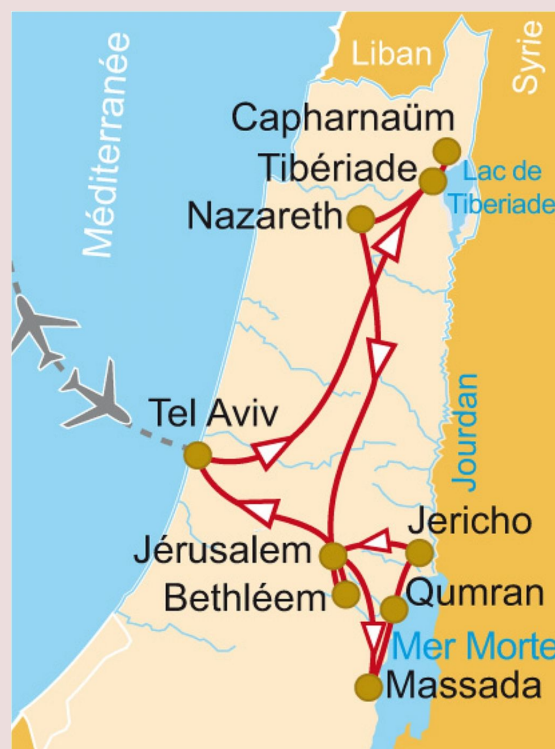 Méditerranée
Liban
Syrie
Capharnaüm
Tibériade
Lac de
Tiberiade
Nazareth
Tel Aviv
Jourdan
Jericho
Jérusalem
Bethléem
Qumran
Mer Morte
Massada